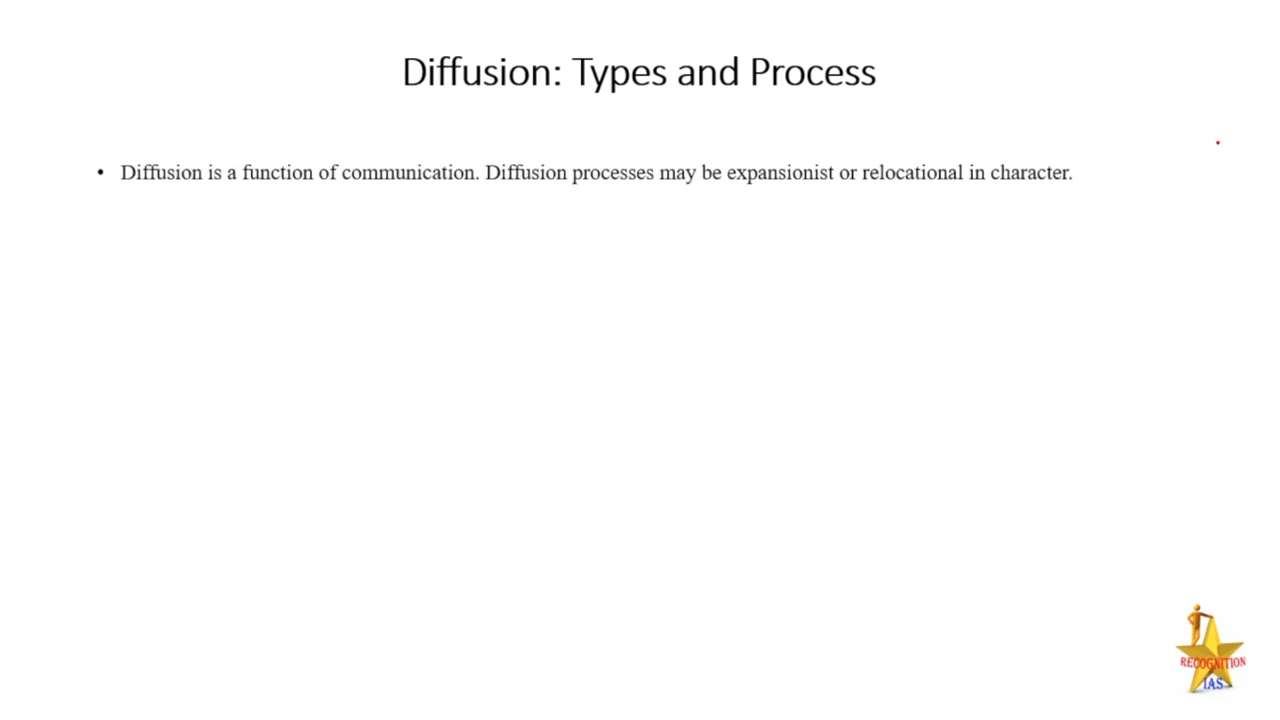 Diffusion: Types and Process
• Diffusion is a function of communication. Diffusion processes may be expansionist or relocational in character.
RECOGNITION
IAS